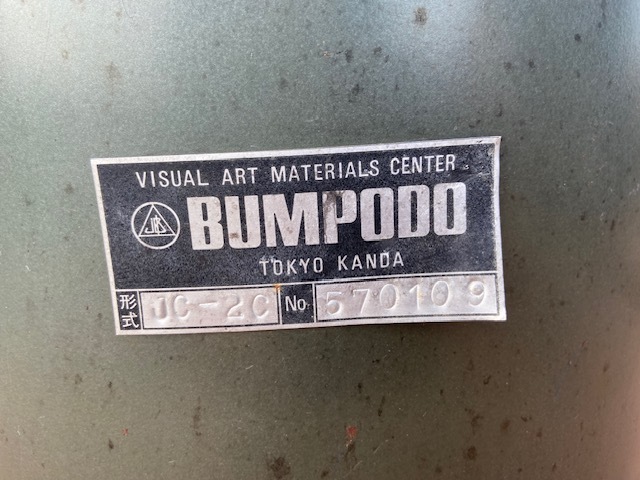 VISUAL ART MATERIALS CENTER
BUMPODO
TOKYO KANDA
形式 JC-2C No. 570109